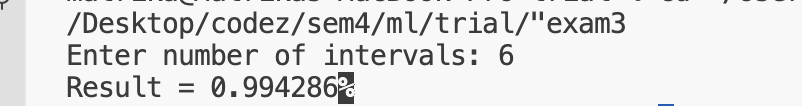 /Desktop/codez/sem4/ml/trial/"exam3
Enter number of intervals: 6
Result = 0.994286%